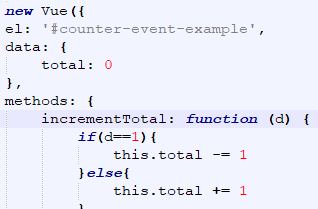 new Vue({
el: '#counter-event-example',
data: {
total: 0
},
methods: {
incrementTotal: function (d) {
if(d==1){
this.total -= 1
}else{
this.total += 1
}